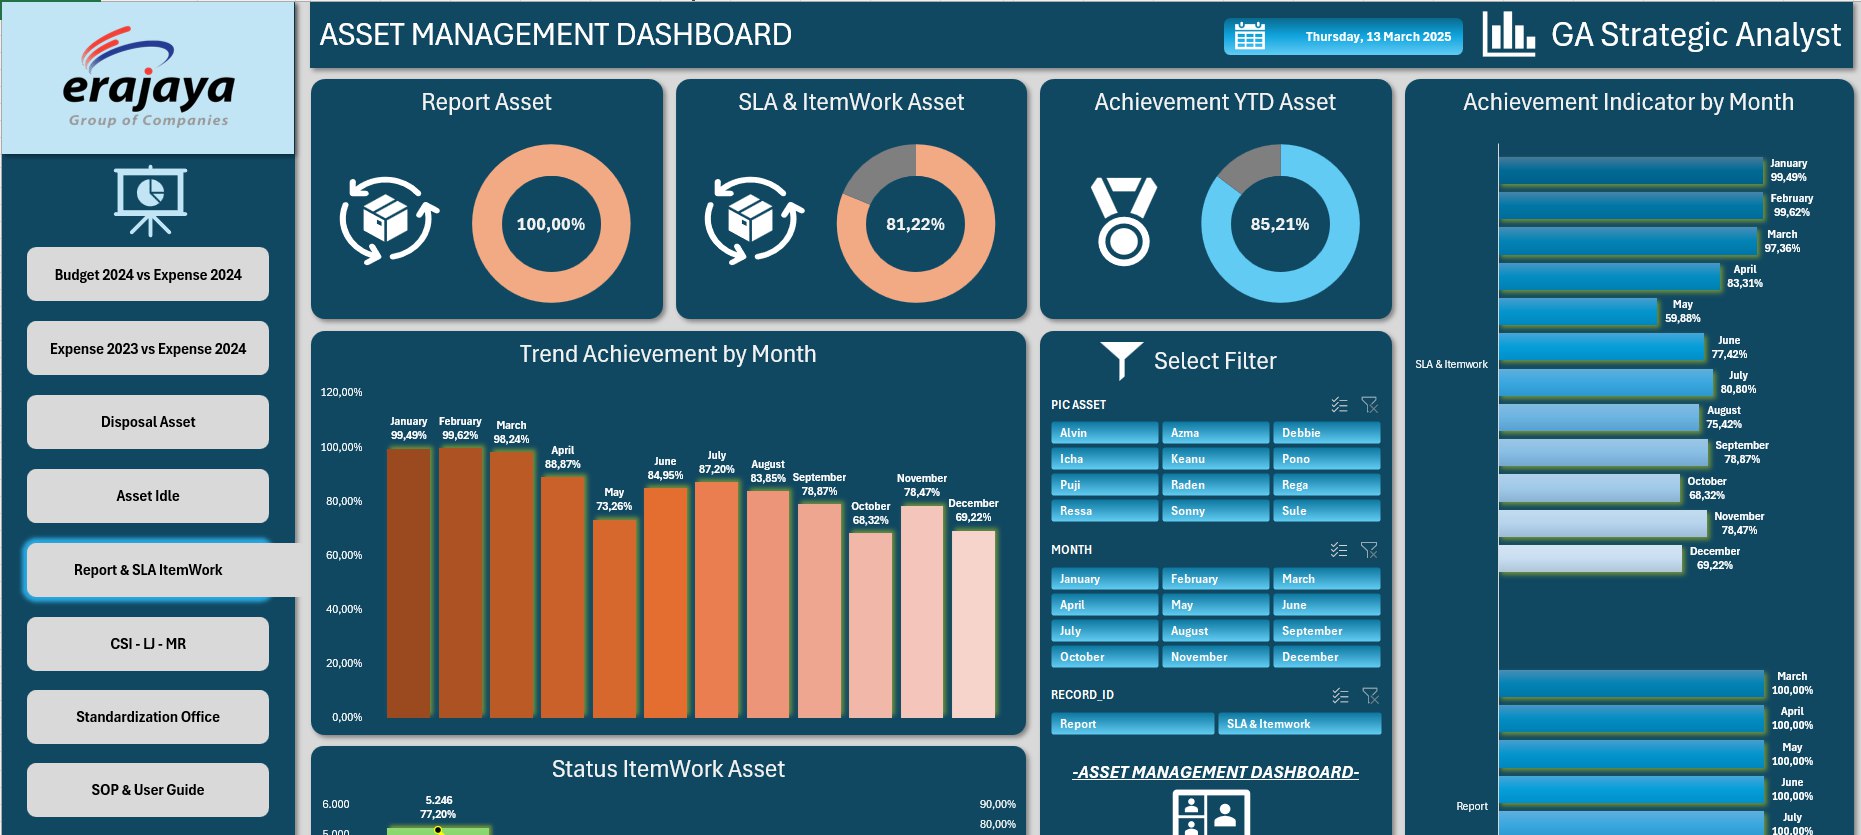 erajaya
Group of Companies
Budget 2024 vs Expense 2024
Expense 2023 vs Expense 2024
Disposal Asset
Asset Idle
Report & SLA ItemWork
CSI - LJ - MR
Standardization Office
SOP & User Guide
ASSET MANAGEMENT DASHBOARD
Thursday, 13 March 2025
GA Strategic Analyst
Report Asset
100,00%
SLA & ItemWork Asset
81,22%
Achievement YTD Asset
85,21%
Trend Achievement by Month
120,00%
100,00%
80,00%
60,00%
40,00%
20,00%
0,00%
January
99,49%
February
99,62%
March
98,24%
April
88,87%
May
73,26%
June
84,95%
July
87,20%
August
83,85%
September
78,87%
October
68,32%
November
78,47%
December
69,22%
Status ItemWork Asset
6.000
5.000
5.246
77,20%
90,00%
80,00%
Select Filter
PIC ASSET
Alvin Azma Debbie
Icha Keanu Pono
Puji Raden Rega
Ressa Sonny Sule
MONTH
January February March
April May June
July August September
October November December
RECORD_ID
Report SLA & Itemwork
-ASSET MANAGEMENT DASHBOARD-
Achievement Indicator by Month
SLA & Itemwork
January
99,49%
February
99,62%
March
97,36%
April
83,31%
May
59,88%
June
77,42%
July
80,80%
August
75,42%
September
78,87%
October
68,32%
November
78,47%
December
69,22%
Report
March
100,00%
April
100,00%
May
100,00%
June
100,00%
July
100,00%